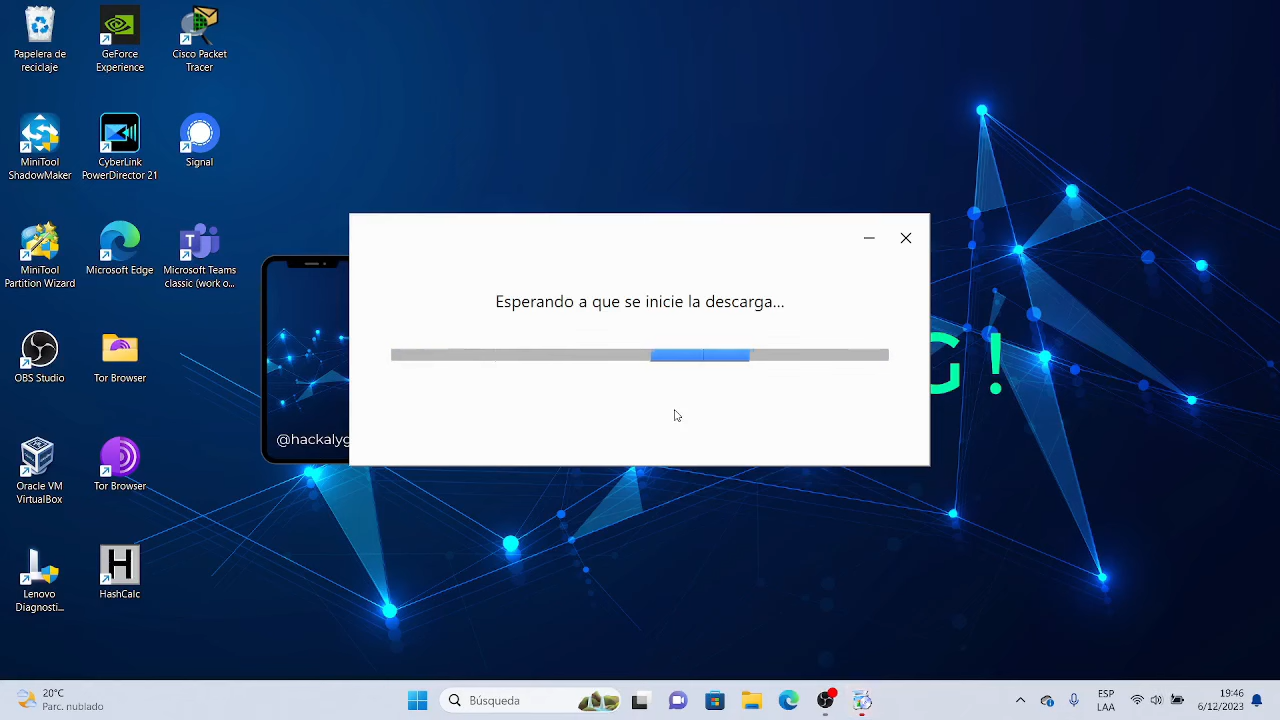 Papelera de
reciclaje
GeForce
Experience
Cisco Packet
Tracer
MiniTool
ShadowMaker
CyberLink
PowerDirector 21
Signal
MiniTool
Partition Wizard
Microsoft Edge
Microsoft Teams
classic (work o...
OBS Studio
Tor Browser
Oracle VM
VirtualBox
Tor Browser
Lenovo
Diagnosti...
HashCalc
Esperando a que se inicie la descarga...
@hackalyg
G!
20°C
Parc. nublado
Búsqueda
ESP
LAA
19:46
6/12/2023